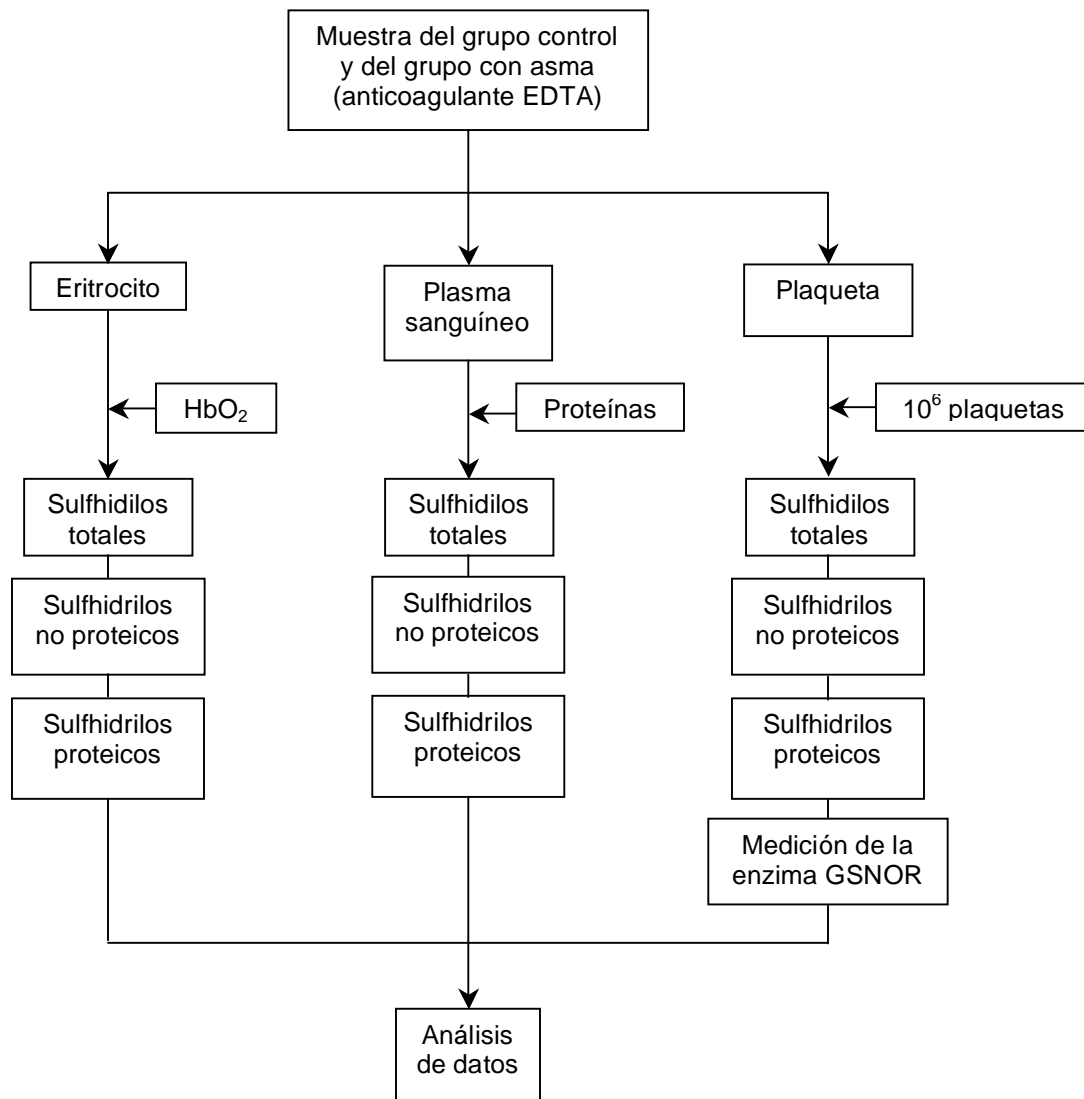 Muestra del grupo control
y del grupo con asma
(anticoagulante EDTA)
Eritrocito
Plasma
sanguíneo
Plaqueta
HbO₂
Proteínas
10⁶ plaquetas
Sulfhidilos
totales
Sulfhidilos
totales
Sulfhidilos
totales
Sulfhidrilos
no proteicos
Sulfhidrilos
no proteicos
Sulfhidrilos
no proteicos
Sulfhidrilos
proteicos
Sulfhidrilos
proteicos
Sulfhidrilos
proteicos
Medición de la
enzima GSNOR
Análisis
de datos